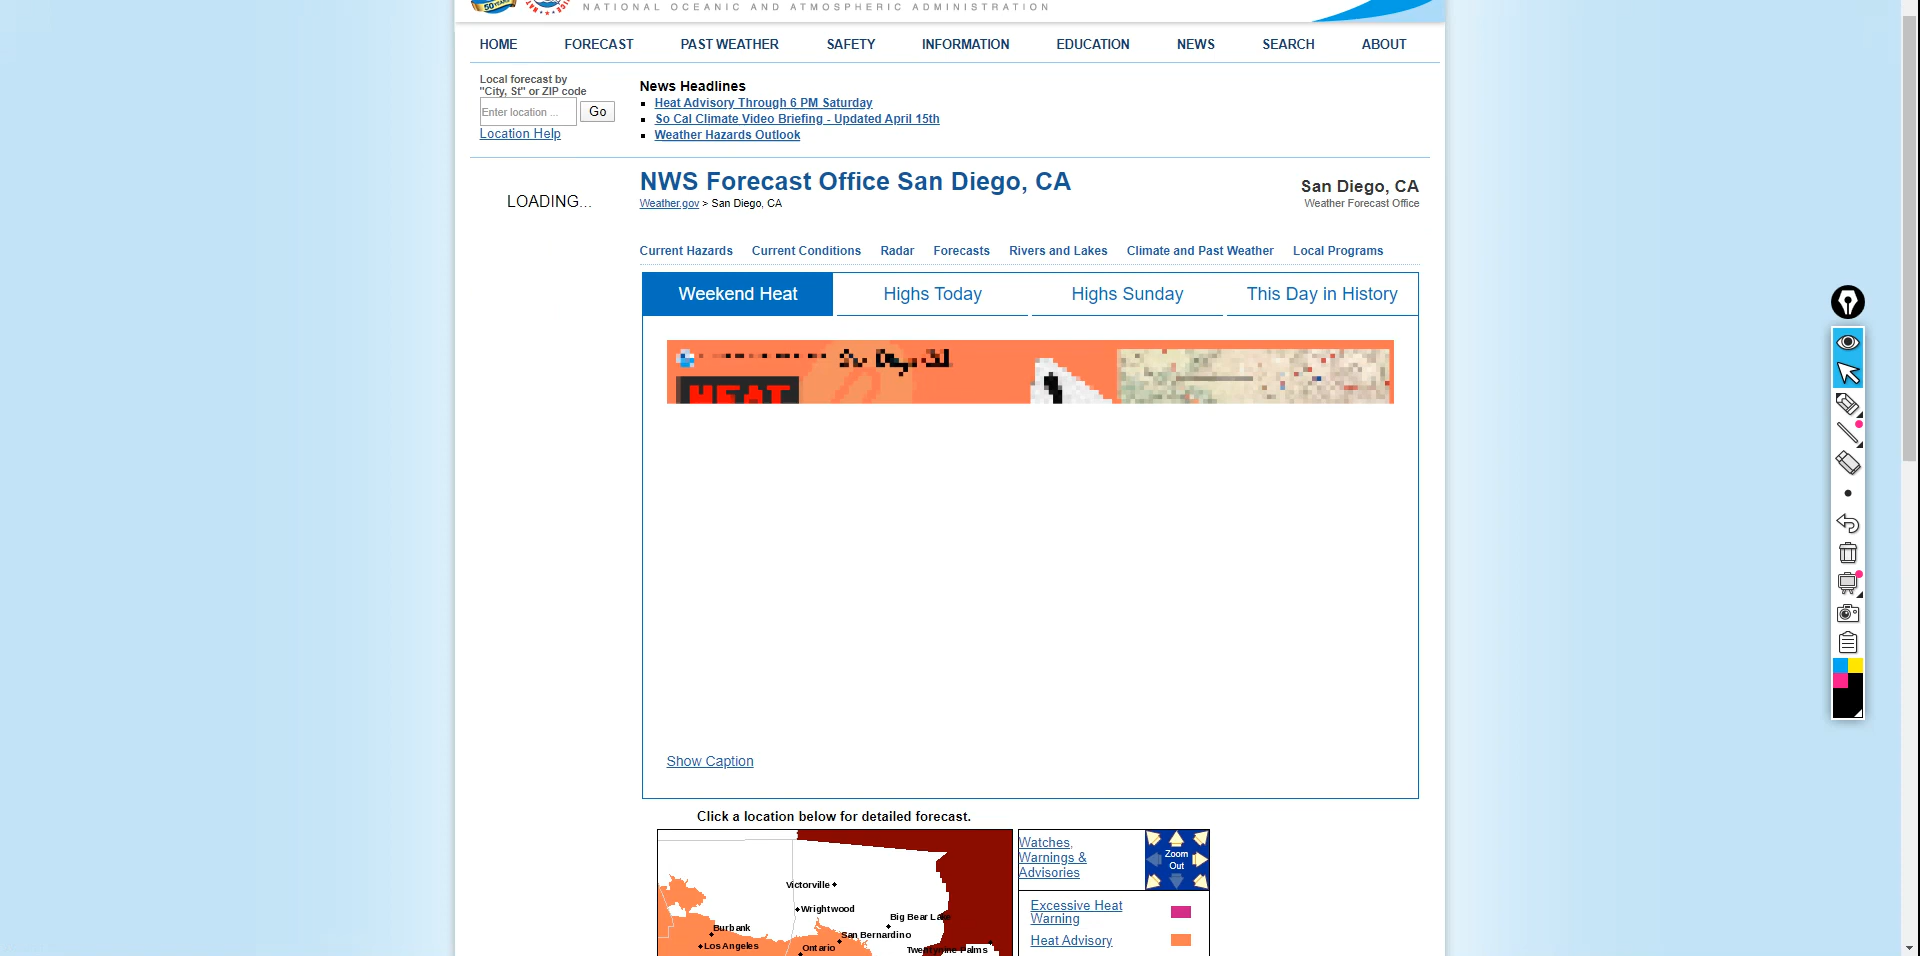 NATIONAL OCEANIC AND ATMOSPHERIC ADMINISTRATION
HOME FORECAST PAST WEATHER SAFETY INFORMATION EDUCATION NEWS SEARCH ABOUT
Local forecast by
"City, St" or ZIP code
Enter location ... Go
Location Help
News Headlines
Heat Advisory Through 6 PM Saturday
So Cal Climate Video Briefing - Updated April 15th
Weather Hazards Outlook
LOADING...
NWS Forecast Office San Diego, CA
Weather.gov > San Diego, CA
San Diego, CA
Weather Forecast Office
Current Hazards Current Conditions Radar Forecasts Rivers and Lakes Climate and Past Weather Local Programs
Weekend Heat Highs Today Highs Sunday This Day in History
HEAT
Show Caption
Click a location below for detailed forecast.
Victorville
Wrightwood
Big Bear Lake
Burbank
San Bernardino
Los Angeles
Ontario
Twentynine Palms
Watches,
Warnings &
Advisories
Zoom
Out
Excessive Heat
Warning
Heat Advisory